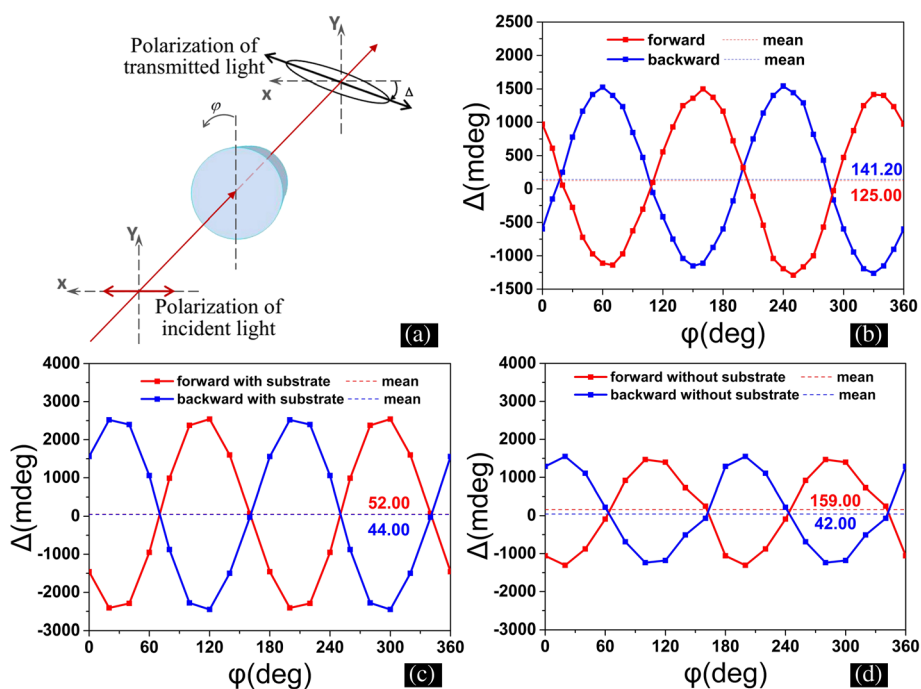 Polarization of
transmitted light
Y
x
Δ
φ
Y
x
Polarization of
incident light
(a)
Δ(mdeg)
2500
2000
1500
1000
500
0
-500
-1000
-1500
forward mean
backward mean
141.20
125.00
0 60 120 180 240 300 360
φ(deg)
(b)
Δ(mdeg)
4000
3000
2000
1000
0
-1000
-2000
-3000
forward with substrate mean
backward with substrate mean
52.00
44.00
0 60 120 180 240 300 360
φ(deg)
(c)
Δ(mdeg)
4000
3000
2000
1000
0
-1000
-2000
-3000
forward without substrate mean
backward without substrate mean
159.00
42.00
0 60 120 180 240 300 360
φ(deg)
(d)